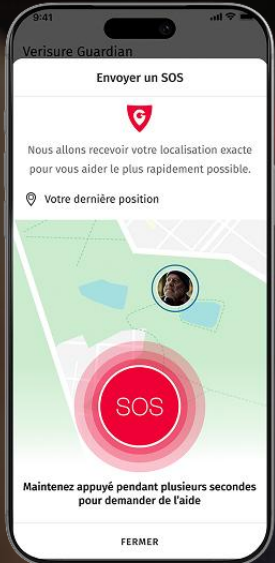 9:41
Verisure Guardian
Envoyer un SOS
Nous allons recevoir votre localisation exacte
pour vous aider le plus rapidement possible.
Votre dernière position
SOS
Maintenez appuyé pendant plusieurs secondes
pour demander de l'aide
FERMER